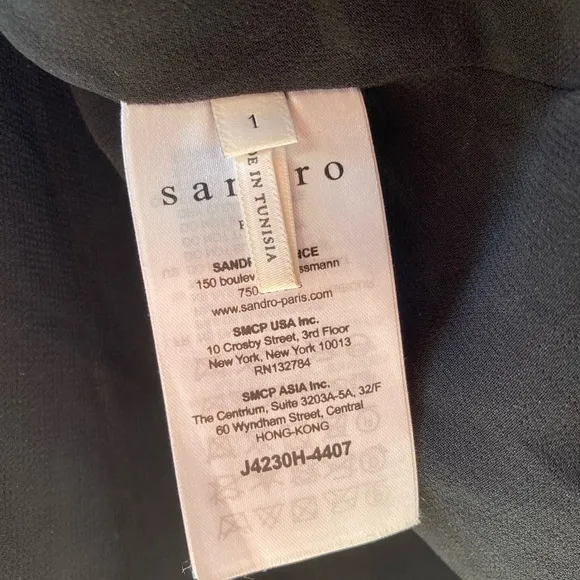 1
DE IN TUNISIA
san ro
SAND NCE
150 boulev ssmann
750
www.sandro-paris.com
SMCP USA Inc.
10 Crosby Street, 3rd Floor
New York, New York 10013
RN132784
SMCP ASIA Inc.
The Centrium, Suite 3203A-5A, 32/F
60 Wyndham Street, Central
HONG-KONG
J4230H-4407